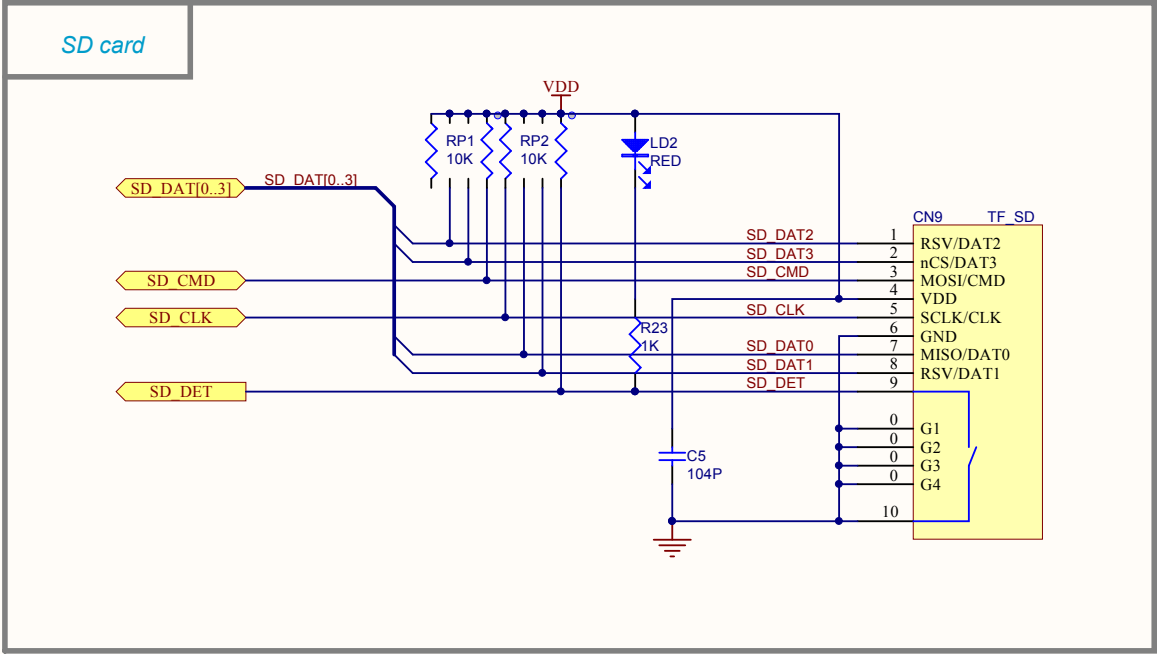 SD card
VDD
RP1
10K
RP2
10K
LD2
RED
SD_DAT[0..3]
SD_DAT[0..3]
CN9
TF_SD
SD_DAT2
1
RSV/DAT2
SD_DAT3
2
nCS/DAT3
SD_CMD
SD_CMD
3
MOSI/CMD
4
VDD
SD_CLK
SD_CLK
5
SCLK/CLK
R23
1K
6
GND
SD_DAT0
7
MISO/DAT0
SD_DAT1
8
RSV/DAT1
SD_DET
SD_DET
9
0
G1
0
G2
0
G3
0
G4
C5
104P
10